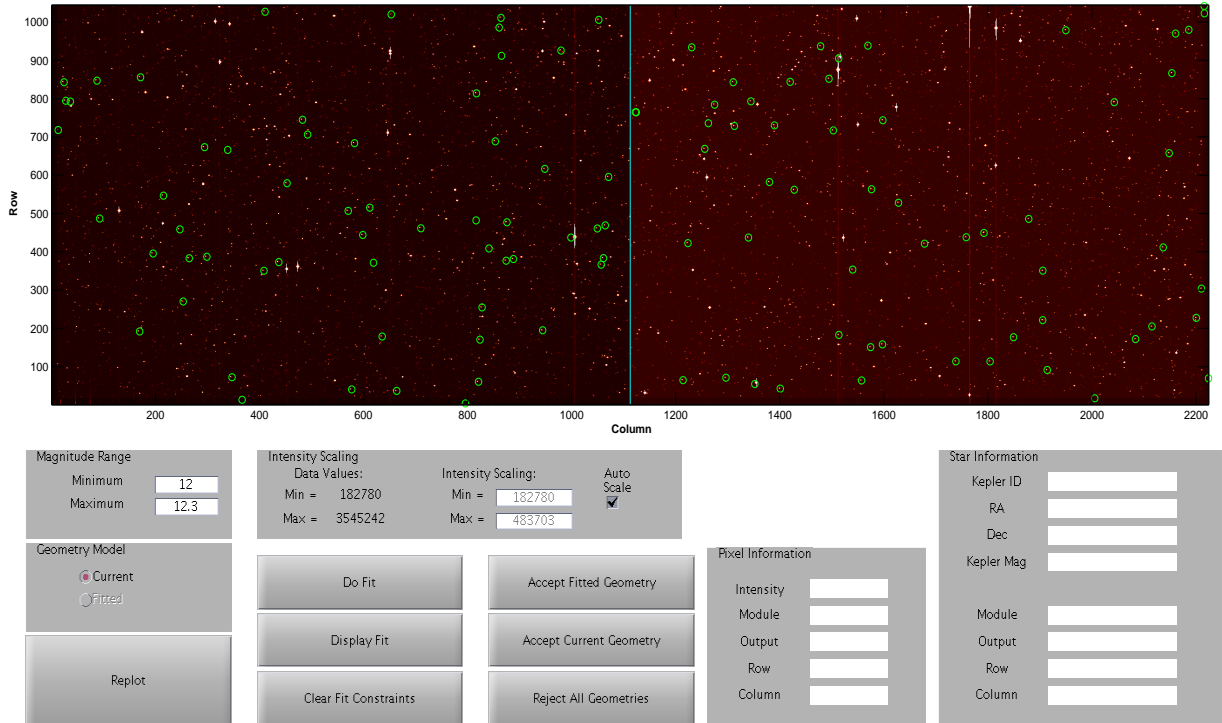 1000
900
800
700
600
500
400
300
200
100
Row
200 400 600 800 1000 1200 1400 1600 1800 2000 2200
Column
Magnitude Range
Minimum 12
Maximum 12.3
Geometry Model
Current
Fitted
Replot
Intensity Scaling
Data Values:
Min = 182780
Max = 3545242
Intensity Scaling:
Min = 182780
Max = 483703
Auto
Scale
Do Fit
Display Fit
Clear Fit Constraints
Accept Fitted Geometry
Accept Current Geometry
Reject All Geometries
Pixel Information
Intensity
Module
Output
Row
Column
Star Information
Kepler ID
RA
Dec
Kepler Mag
Module
Output
Row
Column